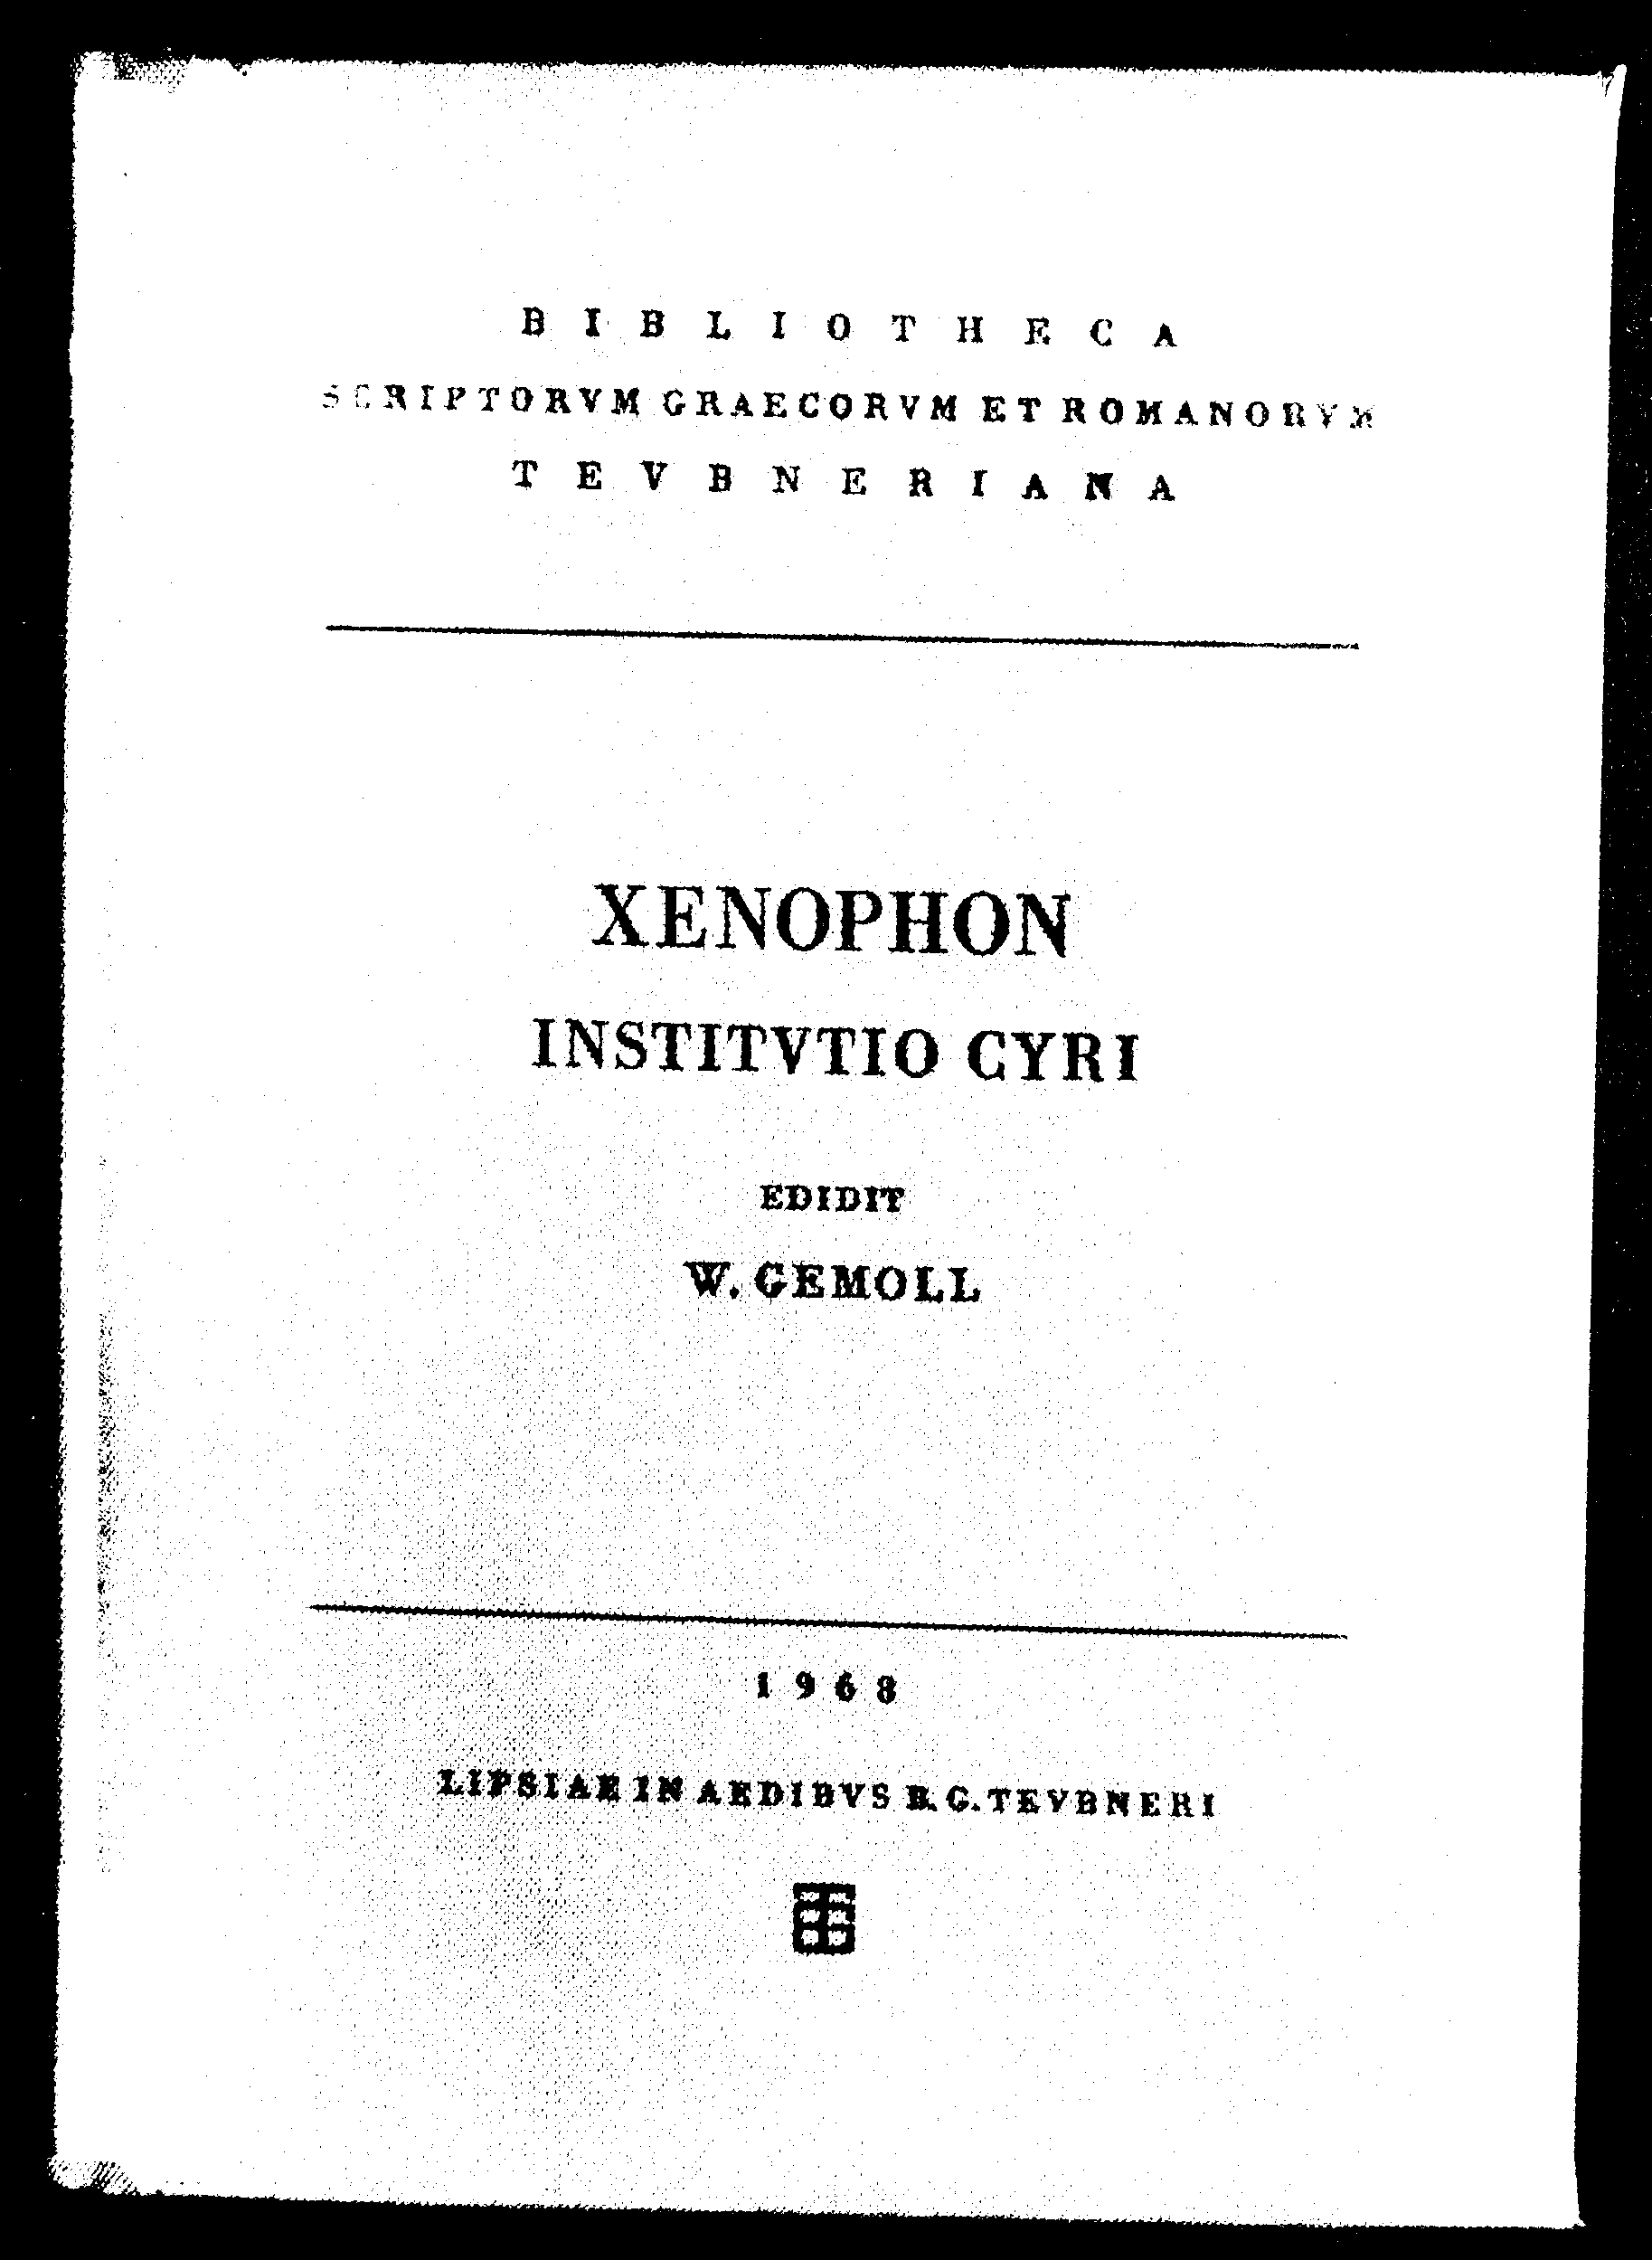 BIBLIOTHECA
SCRIPTORVM GRAECORVM ET ROMANORVM
TEVBNERIANA
XENOPHON
INSTITVTIO CYRI
EDIDIT
W. GEMOLL
1968
LIPSIAE IN AEDIBVS B. G. TEVBNERI